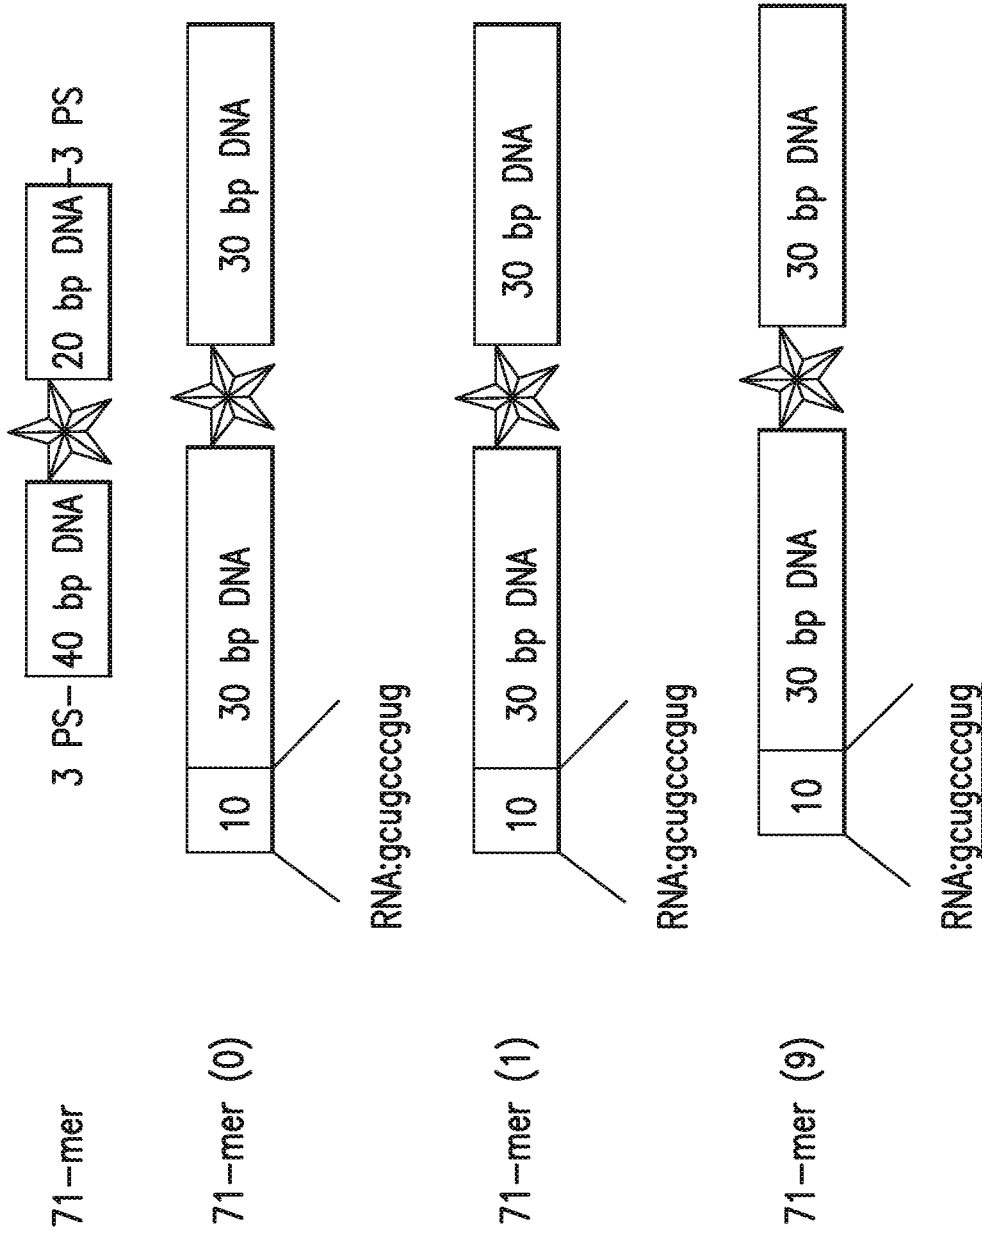 71-mer
3 PS
40 bp DNA
20 bp DNA
3 PS
71-mer (0)
10
30 bp DNA
30 bp DNA
RNA:gcugcccgug
71-mer (1)
10
30 bp DNA
30 bp DNA
RNA:gcugcccgug
71-mer (9)
10
30 bp DNA
30 bp DNA
RNA:gcugcccgug